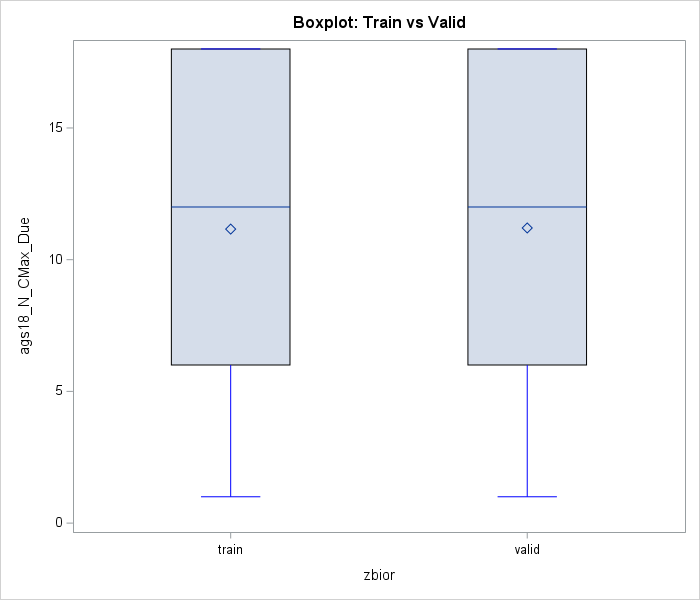 Boxplot: Train vs Valid
ags18_N_CMax_Due
15
10
5
0
train
valid
zbior